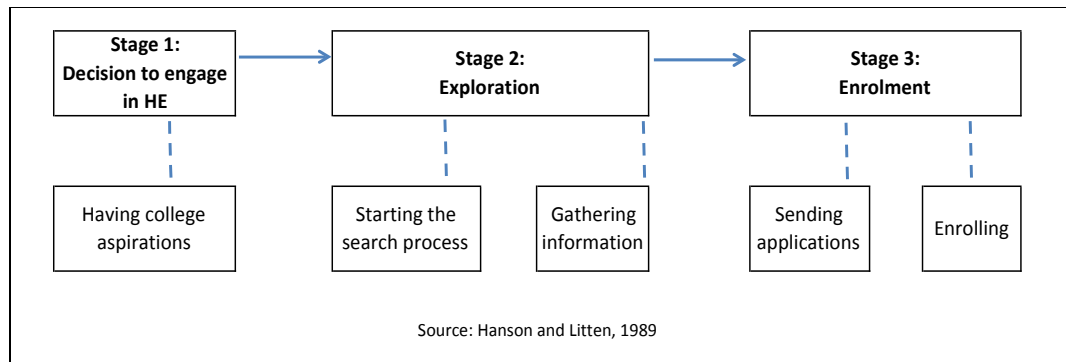 Stage 1:
Decision to engage
in HE
Stage 2:
Exploration
Stage 3:
Enrolment
Having college
aspirations
Starting the
search process
Gathering
information
Sending
applications
Enrolling
Source: Hanson and Litten, 1989